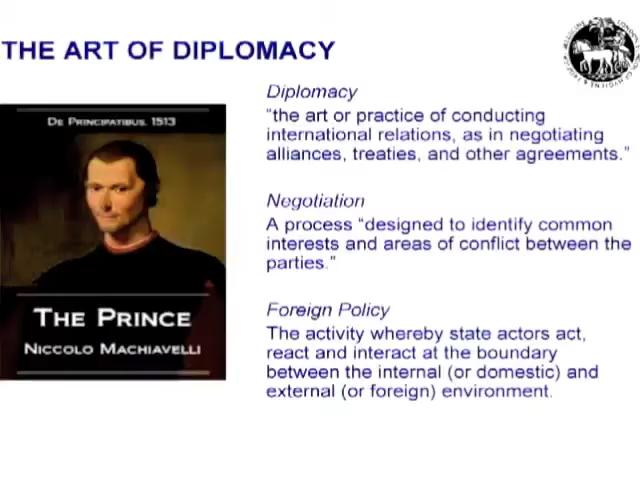 THE ART OF DIPLOMACY
DE PRINCIPATIBUS, 1513
THE PRINCE
NICCOLO MACHIAVELLI
Diplomacy
“the art or practice of conducting
international relations, as in negotiating
alliances, treaties, and other agreements.”
Negotiation
A process “designed to identify common
interests and areas of conflict between the
parties.”
Foreign Policy
The activity whereby state actors act,
react and interact at the boundary
between the internal (or domestic) and
external (or foreign) environment.